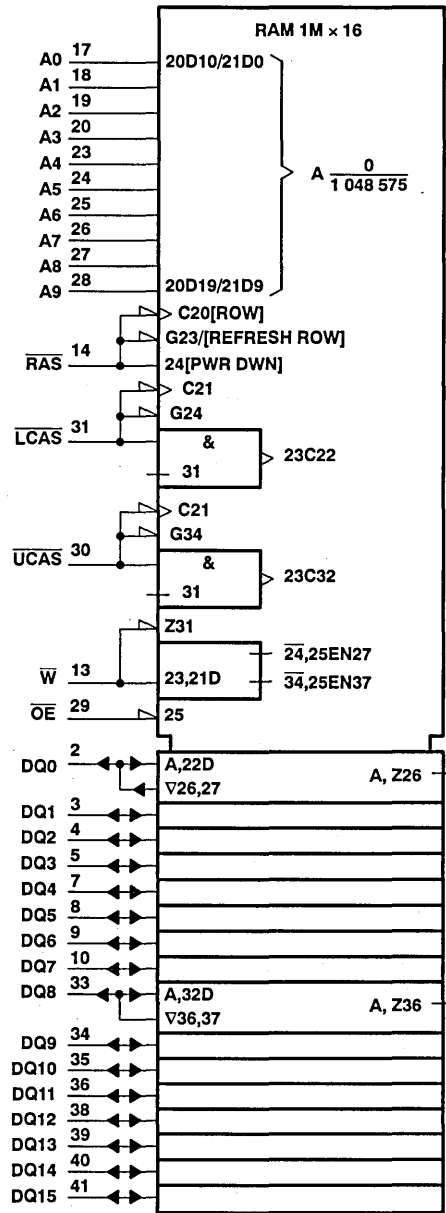 RAM 1M × 16
A0 17 20D10/21D0
A1 18
A2 19
A3 20
A4 23
A5 24
A6 25
A7 26
A8 27
A9 28 20D19/21D9
A 0
1 048 575
C20[ROW]
G23/[REFRESH ROW]
RAS 14 24[PWR DWN]
C21
G24
LCAS 31
&
31
23C22
C21
G34
UCAS 30
&
31
23C32
Z31
W 13 23,21D
24,25EN27
34,25EN37
OE 29 25
DQ0 2 A,22D
∇26,27
A, Z26
DQ1 3
DQ2 4
DQ3 5
DQ4 7
DQ5 8
DQ6 9
DQ7 10
DQ8 33 A,32D
∇36,37
A, Z36
DQ9 34
DQ10 35
DQ11 36
DQ12 38
DQ13 39
DQ14 40
DQ15 41